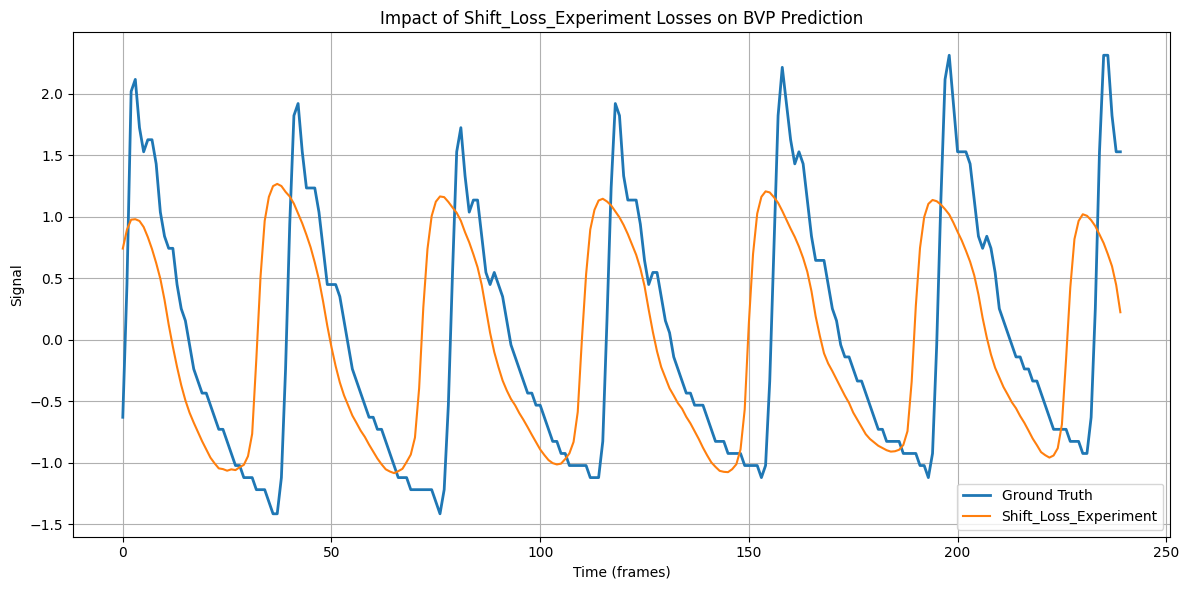 Impact of Shift_Loss_Experiment Losses on BVP Prediction
Signal
2.0
1.5
1.0
0.5
0.0
−0.5
−1.0
−1.5
0
50
100
150
200
250
Time (frames)
Ground Truth
Shift_Loss_Experiment